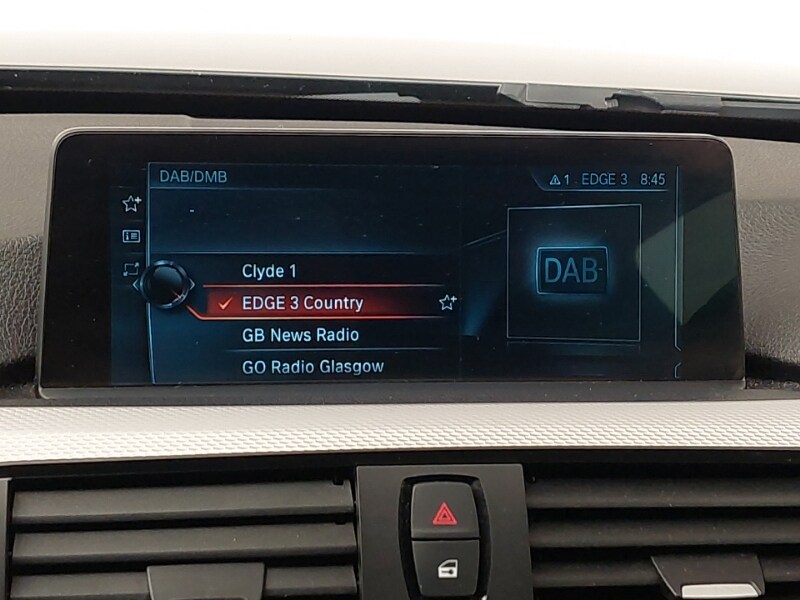 DAB/DMB
1 EDGE 3 8:45
Clyde 1
EDGE 3 Country
GB News Radio
GO Radio Glasgow
DAB